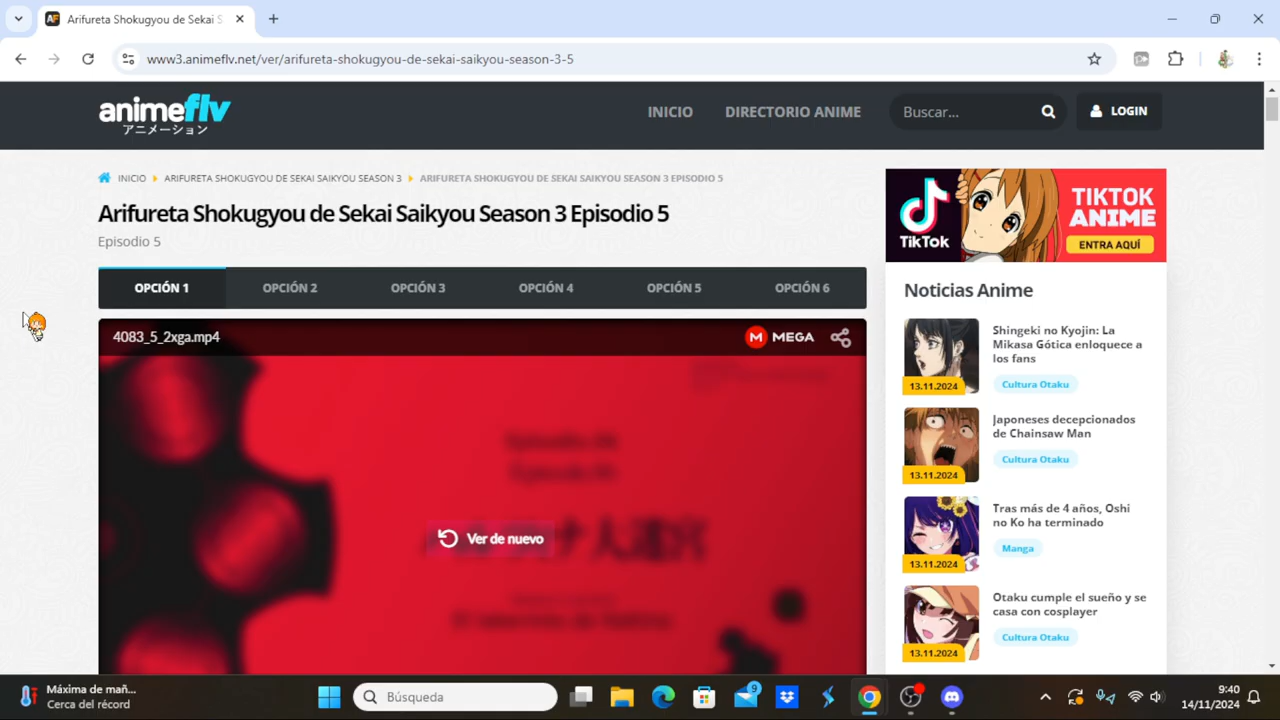 Arifureta Shokugyou de Sekai S
www3.animeflv.net/ver/arifureta-shokugyou-de-sekai-saikyou-season-3-5
animeflv
アニメーション
INICIO
DIRECTORIO ANIME
Buscar...
LOGIN
INICIO
ARIFURETA SHOKUGYOU DE SEKAI SAIKYOU SEASON 3
ARIFURETA SHOKUGYOU DE SEKAI SAIKYOU SEASON 3 EPISODIO 5
Arifureta Shokugyou de Sekai Saikyou Season 3 Episodio 5
Episodio 5
OPCIÓN 1
OPCIÓN 2
OPCIÓN 3
OPCIÓN 4
OPCIÓN 5
OPCIÓN 6
4083_5_2xga.mp4
M MEGA
Ver de nuevo
TikTok
TIKTOK
ANIME
ENTRA AQUÍ
Noticias Anime
Shingeki no Kyojin: La
Mikasa Gótica enloquece a
los fans
13.11.2024
Cultura Otaku
Japoneses decepcionados
de Chainsaw Man
Cultura Otaku
13.11.2024
Tras más de 4 años, Oshi
no Ko ha terminado
Manga
13.11.2024
Otaku cumple el sueño y se
casa con cosplayer
Cultura Otaku
13.11.2024
Máxima de mañ...
Cerca del récord
Búsqueda
9
9:40
14/11/2024